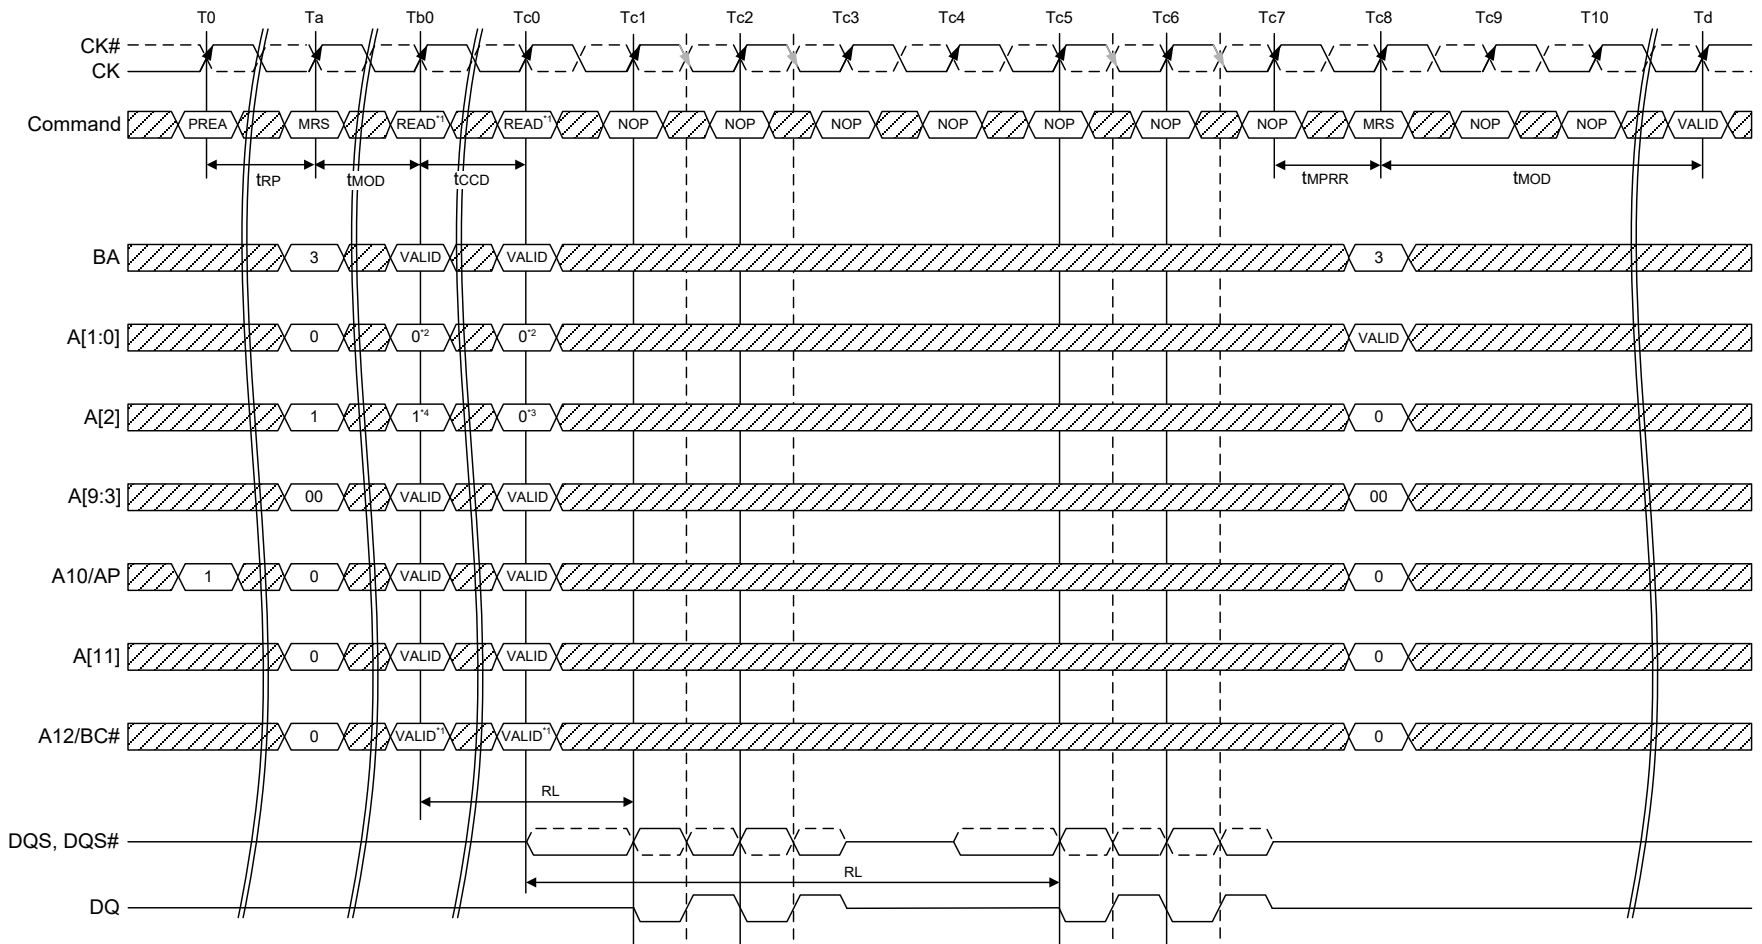 T0 Ta Tb0 Tc0 Tc1 Tc2 Tc3 Tc4 Tc5 Tc6 Tc7 Tc8 Tc9 T10 Td
CK#
CK
Command PREA MRS READ*1 READ*1 NOP NOP NOP NOP NOP NOP NOP MRS NOP NOP VALID
tRP tMOD tCCD tMPRR tMOD
BA 3 VALID VALID 3
A[1:0] 0 0*2 0*2 VALID
A[2] 1 1*4 0*3 0
A[9:3] 00 VALID VALID 00
A10/AP 1 0 VALID VALID 0
A[11] 0 VALID VALID 0
A12/BC# 0 VALID*1 VALID*1 0
RL
DQS, DQS#
RL
DQ